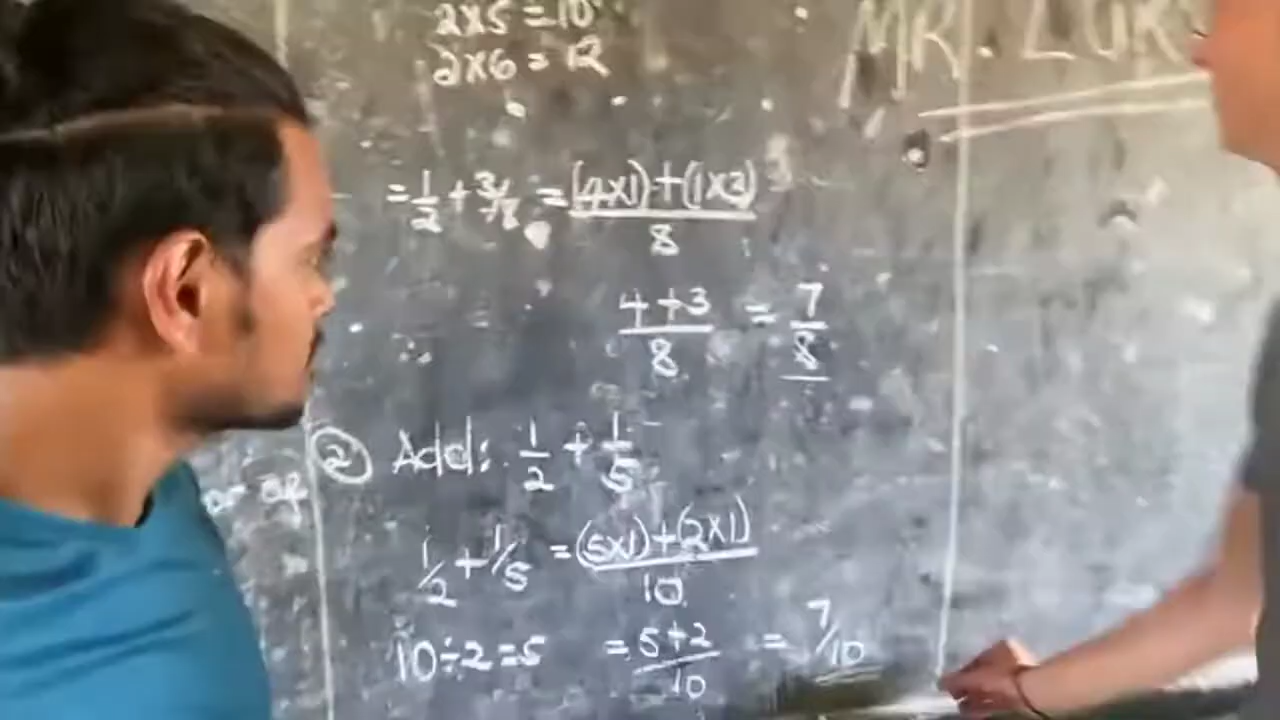 2x5 = 10
2x6 = 12
MR.
= 1/2 + 3/8 = (4x1) + (1x3)
8
4 + 3 = 7
8 8
or of
② Add: 1/2 + 1/5
1/2 + 1/5 = (5x1) + (2x1)
10
10 ÷ 2 = 5 = 5+2 = 7/10
10